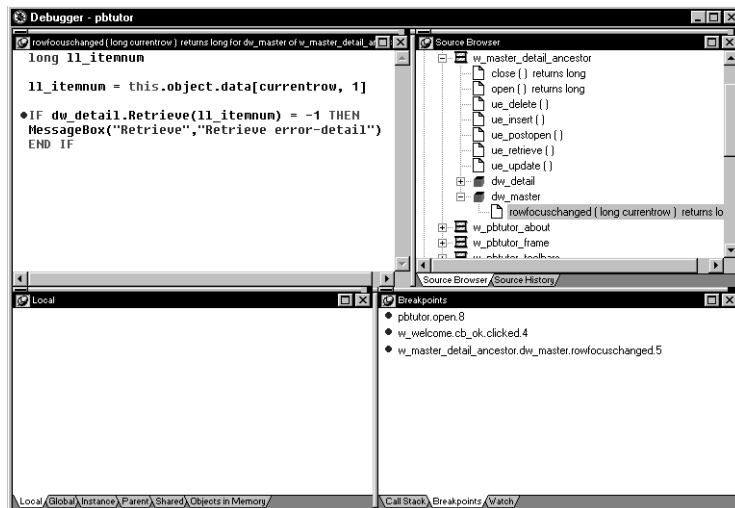 Debugger - pbtutor
rowfocuschanged ( long currentrow ) returns long for dw_master of w_master_detail_an
long ll_itemnum
ll_itemnum = this.object.data[currentrow, 1]
IF dw_detail.Retrieve(ll_itemnum) = -1 THEN
MessageBox("Retrieve","Retrieve error-detail")
END IF
Source Browser
w_master_detail_ancestor
close ( ) returns long
open ( ) returns long
ue_delete ( )
ue_insert ( )
ue_postopen ( )
ue_retrieve ( )
ue_update ( )
dw_detail
dw_master
rowfocuschanged ( long currentrow ) returns lo
w_pbtutor_about
w_pbtutor_frame
Source Browser Source History
Local
Local Global Instance Parent Shared Objects in Memory
Breakpoints
pbtutor.open.8
w_welcome.cb_ok.clicked.4
w_master_detail_ancestor.dw_master.rowfocuschanged.5
Call Stack Breakpoints Watch